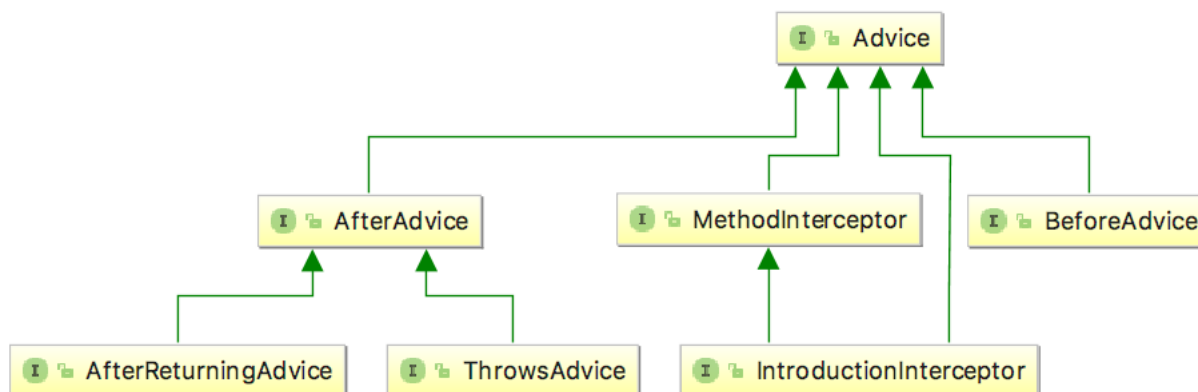 I Advice
I AfterAdvice
I MethodInterceptor
I BeforeAdvice
I AfterReturningAdvice
I ThrowsAdvice
I IntroductionInterceptor